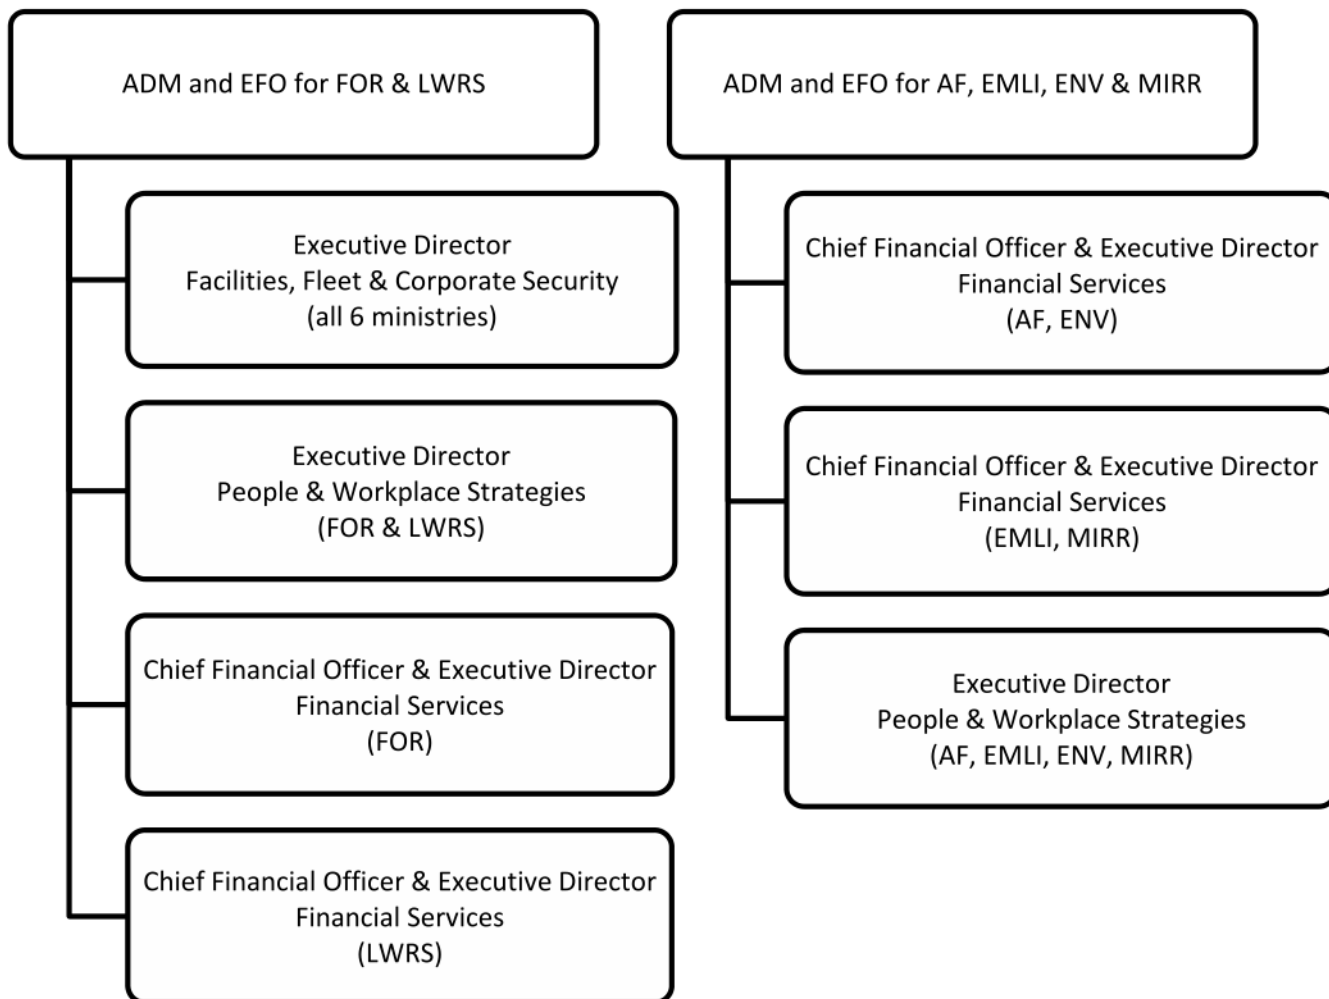 ADM and EFO for FOR & LWRS
Executive Director
Facilities, Fleet & Corporate Security
(all 6 ministries)
Executive Director
People & Workplace Strategies
(FOR & LWRS)
Chief Financial Officer & Executive Director
Financial Services
(FOR)
Chief Financial Officer & Executive Director
Financial Services
(LWRS)
ADM and EFO for AF, EMLI, ENV & MIRR
Chief Financial Officer & Executive Director
Financial Services
(AF, ENV)
Chief Financial Officer & Executive Director
Financial Services
(EMLI, MIRR)
Executive Director
People & Workplace Strategies
(AF, EMLI, ENV, MIRR)